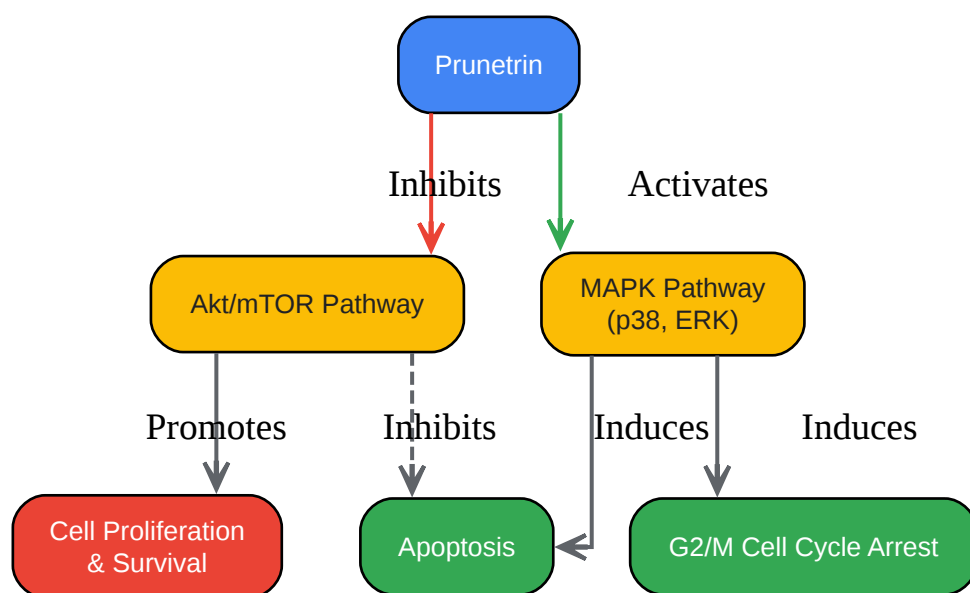 Prunetrin
Inhibits
Activates
Akt/mTOR Pathway
MAPK Pathway
(p38, ERK)
Promotes
Inhibits
Induces
Induces
Cell Proliferation
& Survival
Apoptosis
G2/M Cell Cycle Arrest